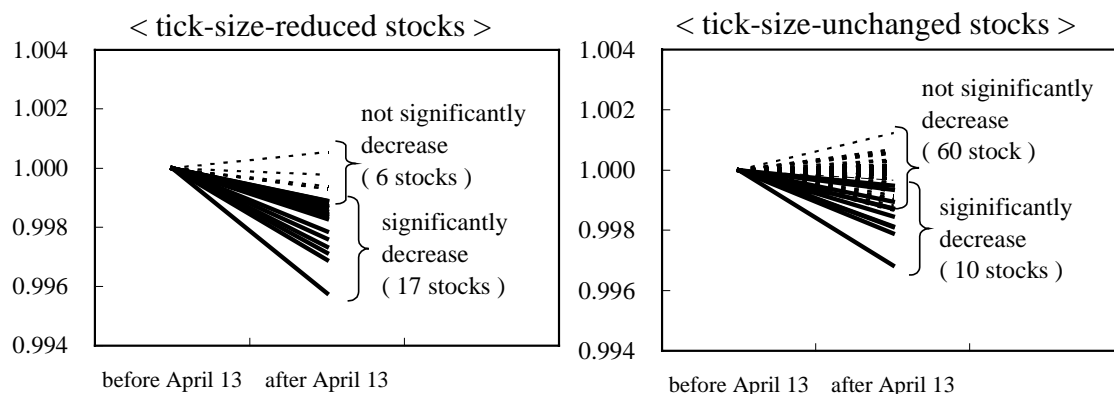 < tick-size-reduced stocks >
1.004
1.002
1.000
0.998
0.996
0.994
not significantly
decrease
( 6 stocks )
significantly
decrease
( 17 stocks )
before April 13
after April 13
< tick-size-unchanged stocks >
1.004
1.002
1.000
0.998
0.996
0.994
not siginificantly
decrease
( 60 stock )
siginificantly
decrease
( 10 stocks )
before April 13
after April 13